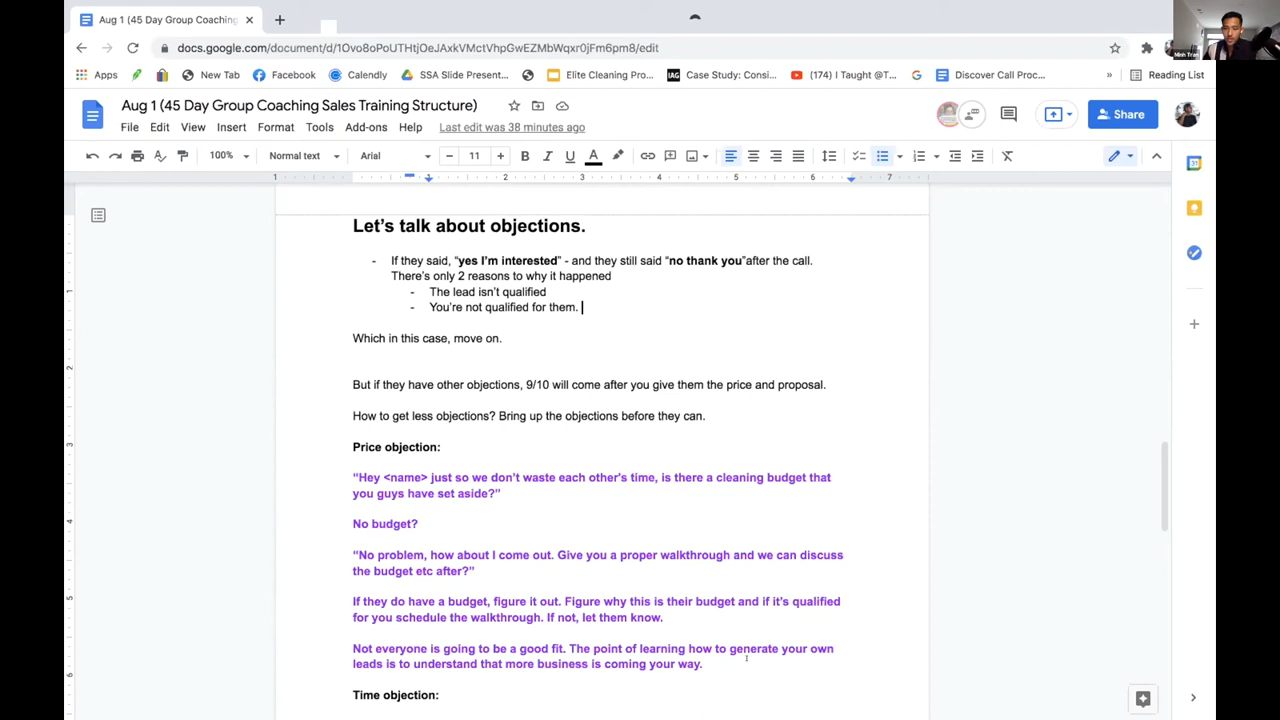 Aug 1 (45 Day Group Coaching
docs.google.com/document/d/1Ovo8oPoUTHtjOeJAxkVMctVhpGwEZMbWqxr0jFm6pm8/edit
Minh Tran
Apps
New Tab
Facebook
Calendly
SSA Slide Present...
Elite Cleaning Pro...
IAG
Case Study: Consi...
(174) I Taught @T...
Discover Call Proc...
»
Reading List
Aug 1 (45 Day Group Coaching Sales Training Structure)
File Edit View Insert Format Tools Add-ons Help Last edit was 38 minutes ago
Share
100% Normal text Arial 11
1 1 2 3 4 5 6 7
Let's talk about objections.
- If they said, “yes I’m interested” - and they still said “no thank you”after the call.
There’s only 2 reasons to why it happened
- The lead isn’t qualified
- You’re not qualified for them.
Which in this case, move on.
But if they have other objections, 9/10 will come after you give them the price and proposal.
How to get less objections? Bring up the objections before they can.
Price objection:
“Hey <name> just so we don’t waste each other's time, is there a cleaning budget that
you guys have set aside?”
No budget?
“No problem, how about I come out. Give you a proper walkthrough and we can discuss
the budget etc after?”
If they do have a budget, figure it out. Figure why this is their budget and if it’s qualified
for you schedule the walkthrough. If not, let them know.
Not everyone is going to be a good fit. The point of learning how to generate your own
leads is to understand that more business is coming your way.
Time objection: